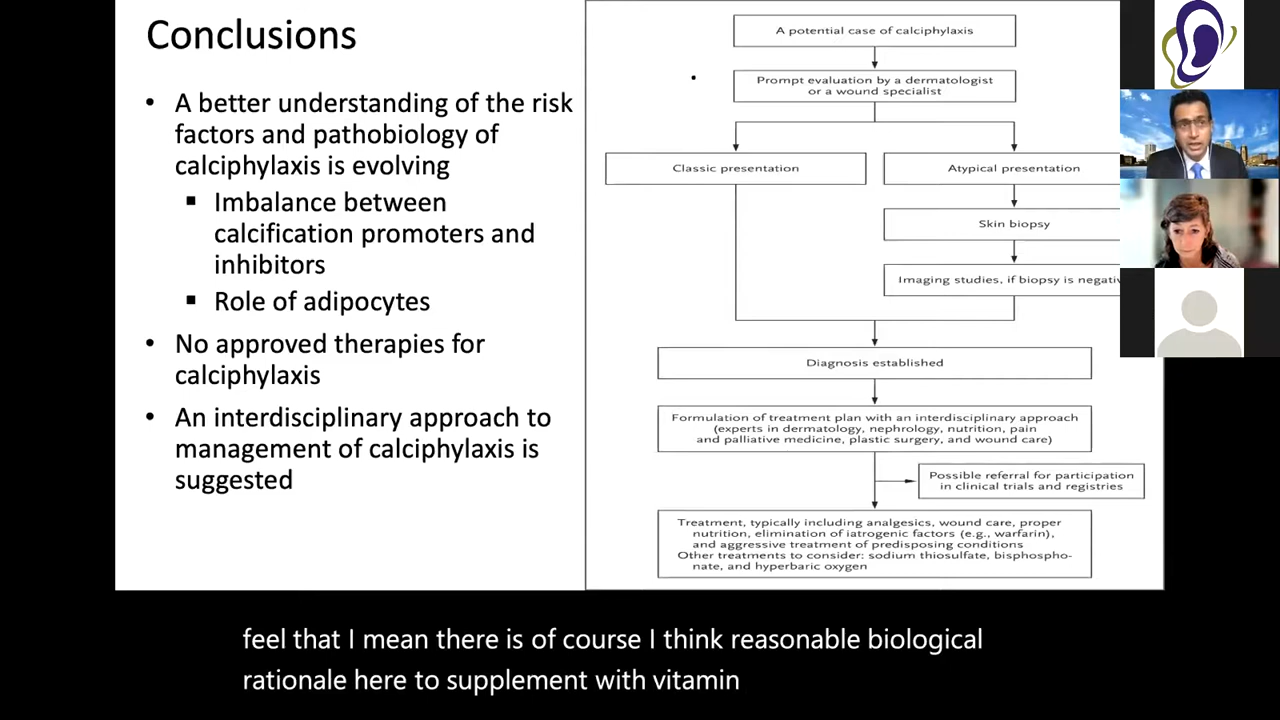 Conclusions
• A better understanding of the risk
factors and pathobiology of
calciphylaxis is evolving
▪ Imbalance between
calcification promoters and
inhibitors
▪ Role of adipocytes
• No approved therapies for
calciphylaxis
• An interdisciplinary approach to
management of calciphylaxis is
suggested
A potential case of calciphylaxis
Prompt evaluation by a dermatologist
or a wound specialist
Classic presentation
Atypical presentation
Skin biopsy
Imaging studies, if biopsy is negativ
Diagnosis established
Formulation of treatment plan with an interdisciplinary approach
(experts in dermatology, nephrology, nutrition, pain
and palliative medicine, plastic surgery, and wound care)
Possible referral for participation
in clinical trials and registries
Treatment, typically including analgesics, wound care, proper
nutrition, elimination of iatrogenic factors (e.g., warfarin),
and aggressive treatment of predisposing conditions
Other treatments to consider: sodium thiosulfate, bisphospho-
nate, and hyperbaric oxygen
feel that I mean there is of course I think reasonable biological
rationale here to supplement with vitamin